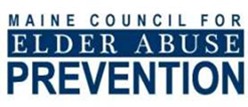 MAINE COUNCIL FOR
ELDER ABUSE
PREVENTION